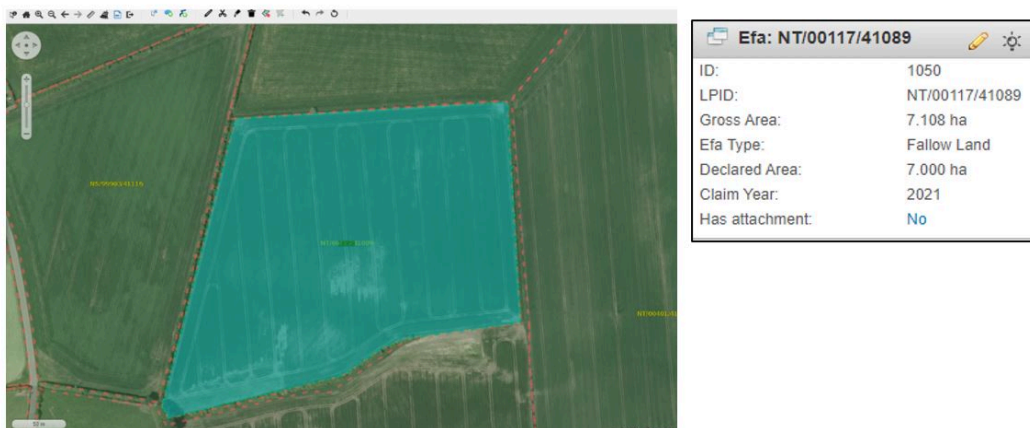 Efa: NT/00117/41089
ID: 1050
LPID: NT/00117/41089
Gross Area: 7.108 ha
Efa Type: Fallow Land
Declared Area: 7.000 ha
Claim Year: 2021
Has attachment: No